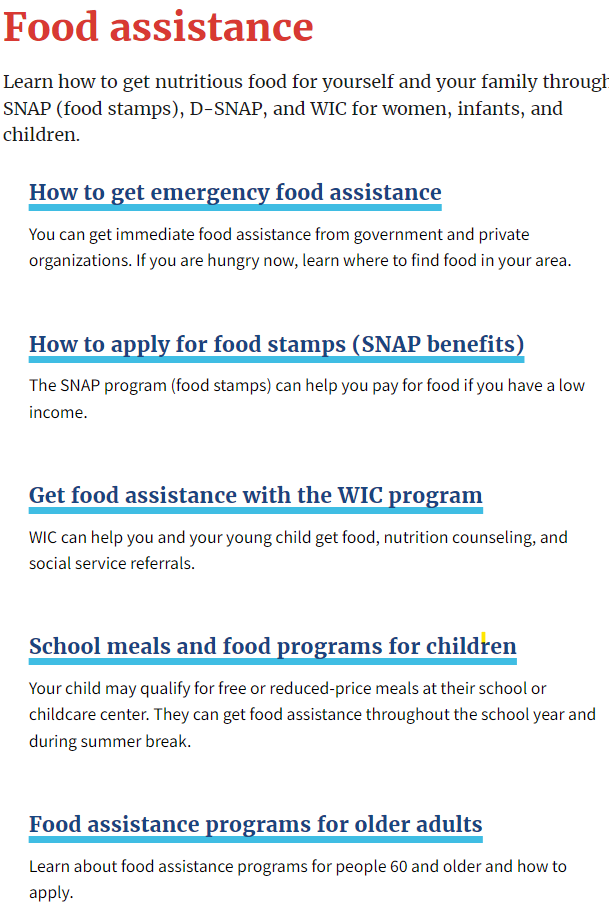 Food assistance
Learn how to get nutritious food for yourself and your family through
SNAP (food stamps), D-SNAP, and WIC for women, infants, and
children.
How to get emergency food assistance
You can get immediate food assistance from government and private
organizations. If you are hungry now, learn where to find food in your area.
How to apply for food stamps (SNAP benefits)
The SNAP program (food stamps) can help you pay for food if you have a low
income.
Get food assistance with the WIC program
WIC can help you and your young child get food, nutrition counseling, and
social service referrals.
School meals and food programs for children
Your child may qualify for free or reduced-price meals at their school or
childcare center. They can get food assistance throughout the school year and
during summer break.
Food assistance programs for older adults
Learn about food assistance programs for people 60 and older and how to
apply.